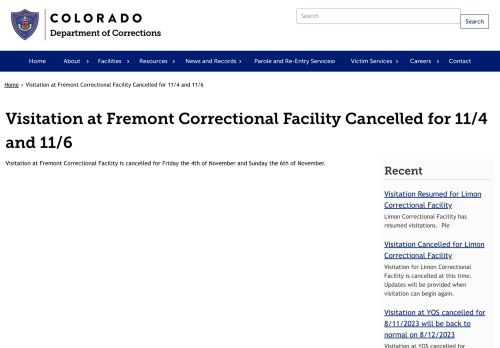 COLORADO
Department of Corrections
Search
Search
Home About Facilities Resources News and Records Parole and Re-Entry Services Victim Services Careers Contact
Home › Visitation at Fremont Correctional Facility Cancelled for 11/4 and 11/6
Visitation at Fremont Correctional Facility Cancelled for 11/4
and 11/6
Visitation at Fremont Correctional Facility is cancelled for Friday the 4th of November and Sunday the 6th of November.
Recent
Visitation Resumed for Limon
Correctional Facility
Limon Correctional Facility has
resumed visitations. Ple
Visitation Cancelled for Limon
Correctional Facility
Visitation for Limon Correctional
Facility is cancelled at this time.
Updates will be provided when
visitation can begin again.
Visitation at YOS cancelled for
8/11/2023 will be back to
normal on 8/12/2023
Visitation at YOS cancelled for